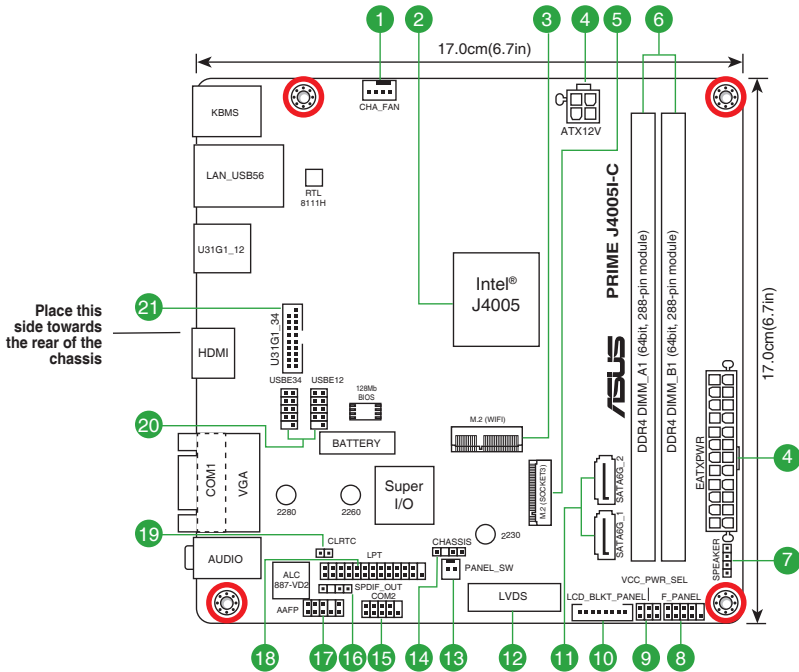 1
2
3
4
5
6
17.0cm(6.7in)
KBMS
CHA_FAN
ATX12V
LAN_USB56
RTL
8111H
U31G1_12
PRIME J4005I-C
DDR4 DIMM_A1 (64bit, 288-pin module)
DDR4 DIMM_B1 (64bit, 288-pin module)
17.0cm(6.7in)
Intel®
J4005
Place this
side towards
the rear of the
chassis
21
U31G1_34
HDMI
ASUS
USBE34
USBE12
128Mb
BIOS
M.2 (WIFI)
20
BATTERY
EATXPWR
4
COM1
VGA
Super
I/O
M.2 (SOCKET3)
SATA6G_2
SATA6G_1
2280
2260
2230
19
CLRTC
CHASSIS
AUDIO
LPT
PANEL_SW
SPEAKER
7
18
ALC
887-VD2
SPDIF_OUT
COM2
AAFP
LVDS
VCC_PWR_SEL
LCD_BLKT_PANEL
F_PANEL
17
16
15
14
13
12
11
10
9
8